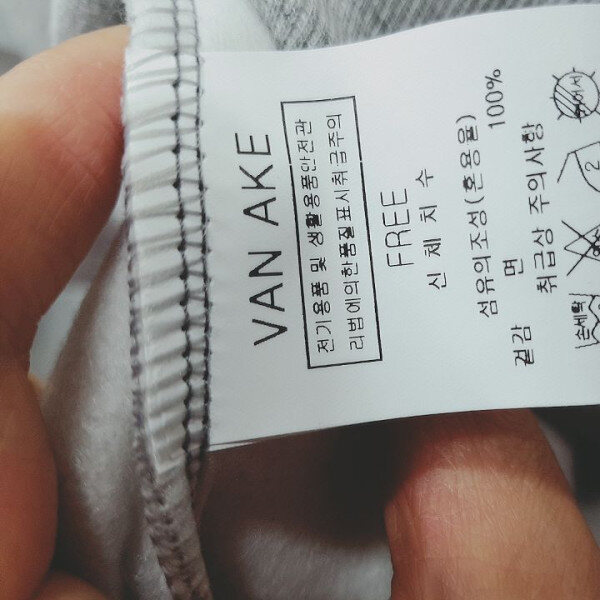 VAN AKE
전기용품 및 생활용품안전관
리법에의한품질표시취급주의
FREE
신체치수
섬유의조성(혼용율)
면 100%
겉감
취급상 주의사항
2
손세탁